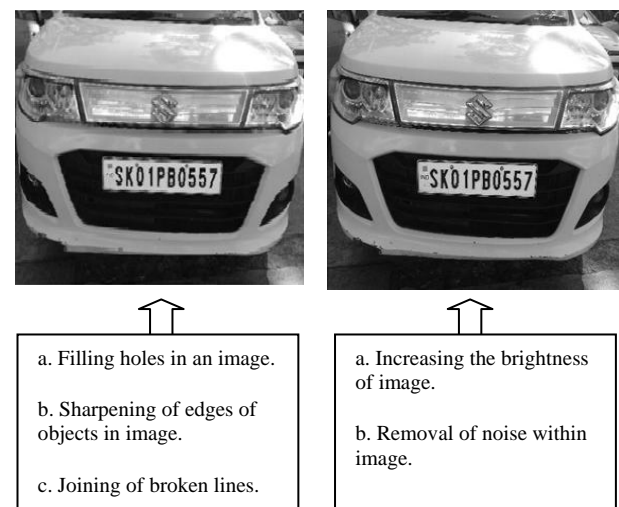 SK01PB0557
SK01PB0557
a. Filling holes in an image.
b. Sharpening of edges of
objects in image.
c. Joining of broken lines.
a. Increasing the brightness
of image.
b. Removal of noise within
image.